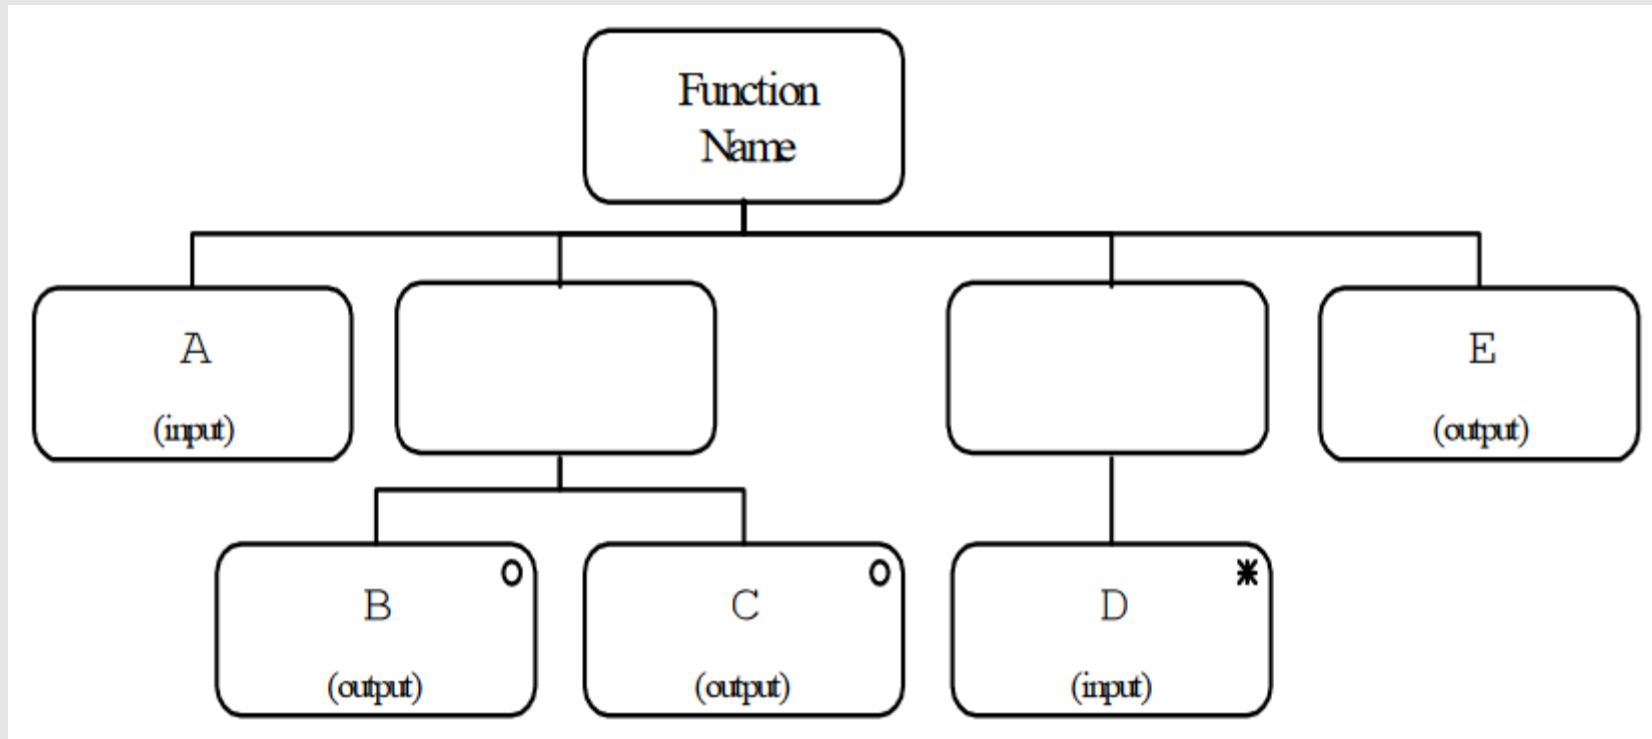 Function
Name
A
(input)
E
(output)
B
(output)
C
(output)
D
*
(input)